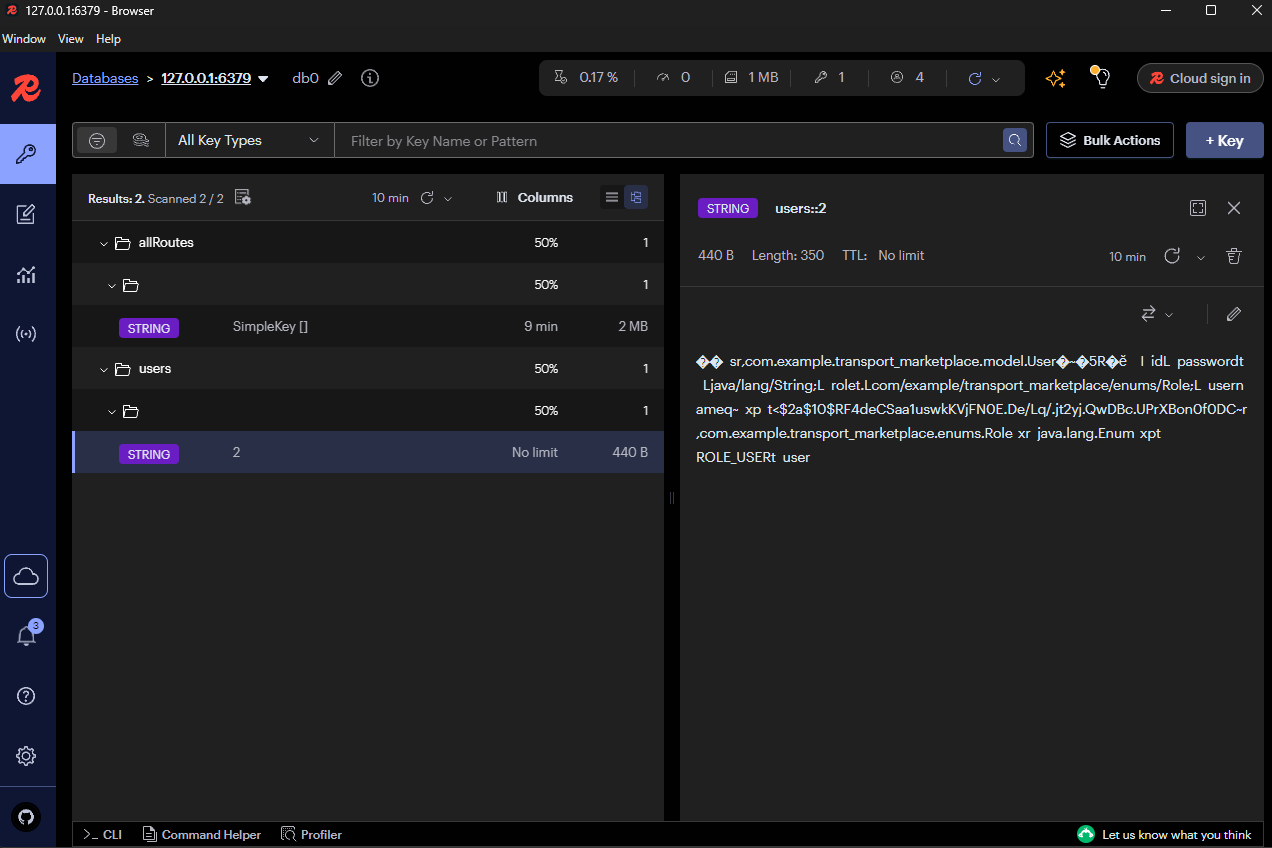 127.0.0.1:6379 - Browser
Window View Help
Databases > 127.0.0.1:6379 db0 0.17 % 0 1 MB 1 4 Cloud sign in
All Key Types Filter by Key Name or Pattern Bulk Actions + Key
Results: 2. Scanned 2 / 2 10 min Columns
allRoutes 50% 1
50% 1
STRING SimpleKey [] 9 min 2 MB
users 50% 1
50% 1
STRING 2 No limit 440 B
STRING users::2
440 B Length: 350 TTL: No limit 10 min
�� sr,com.example.transport_marketplace.model.User�~�5R�ĕ I idL passwordt
Ljava/lang/String;L rolet.Lcom/example/transport_marketplace/enums/Role;L usern
ameq~ xp t<$2a$10$RF4deCSaa1uswkKVjFN0E.De/Lq/.jt2yj.QwDBc.UPrXBon0f0DC~r
,com.example.transport_marketplace.enums.Role xr java.lang.Enum xpt
ROLE_USERt user
3
>_ CLI Command Helper Profiler Let us know what you think